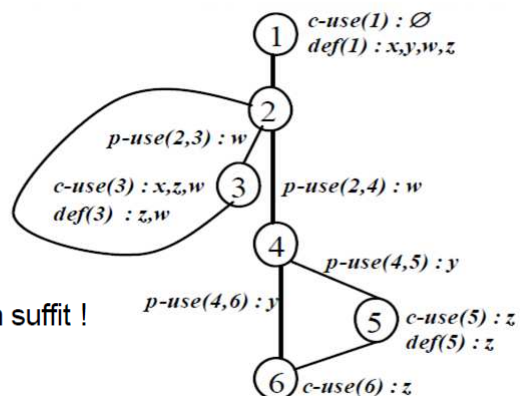 c-use(1) : Ø
1
def(1) : x,y,w,z
2
p-use(2,3) : w
c-use(3) : x,z,w
3
p-use(2,4) : w
def(3) : z,w
4
p-use(4,5) : y
p-use(4,6) : y
suffit !
5
c-use(5) : z
def(5) : z
6
c-use(6) : z